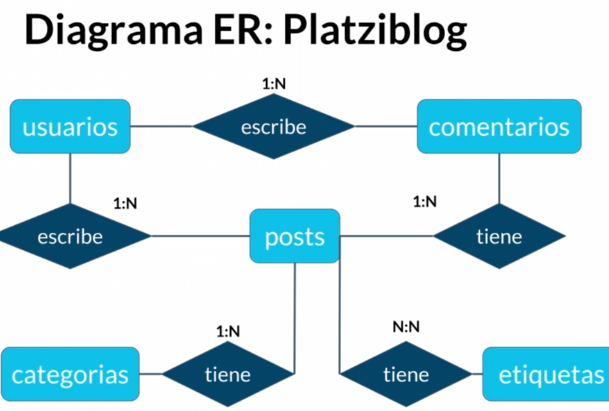 Diagrama ER: Platziblog
1:N
usuarios
escribe
comentarios
1:N
1:N
escribe
posts
tiene
1:N
N:N
categorias
tiene
tiene
etiquetas